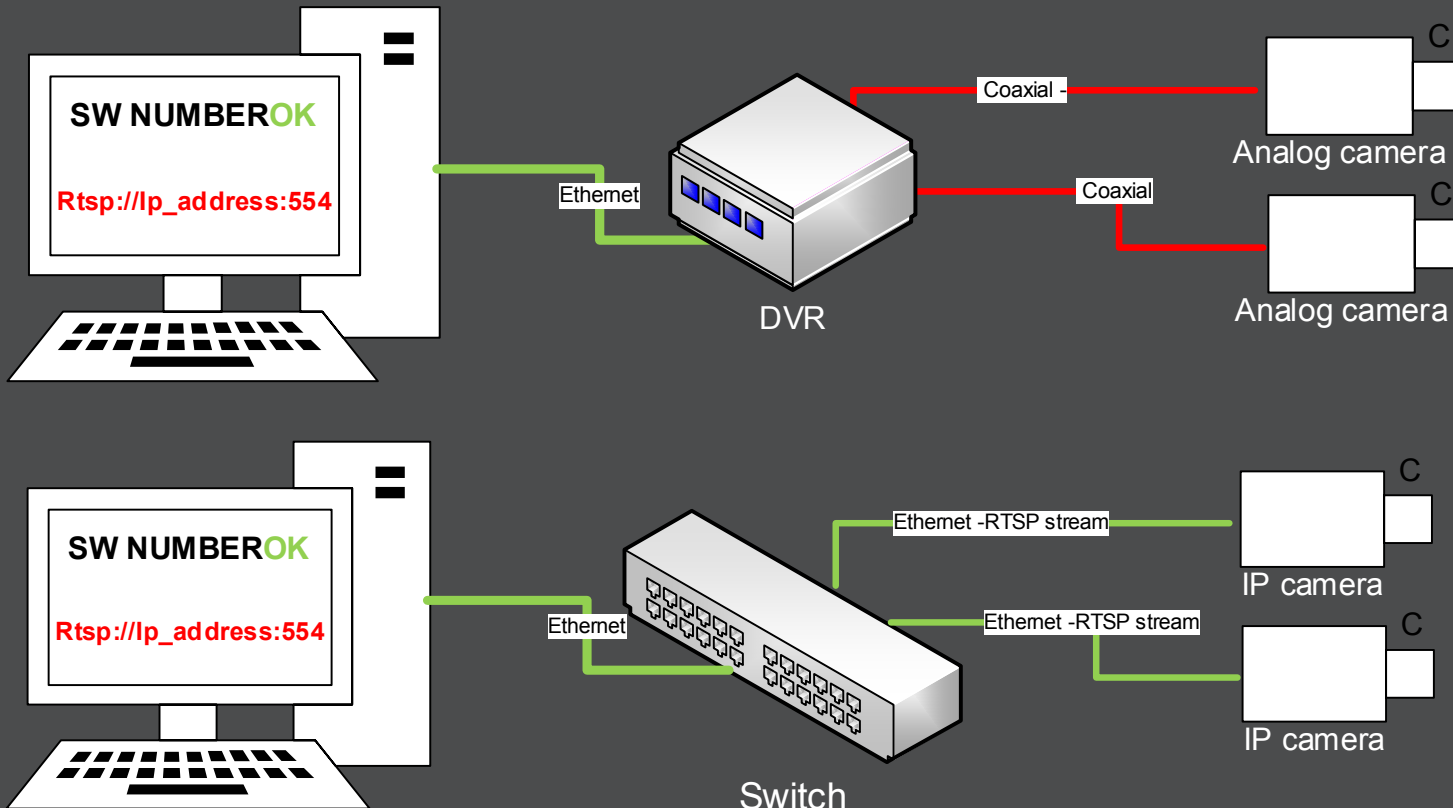 SW NUMBEROK
Rtsp://Ip_address:554
Ethernet
DVR
Coaxial -
C
Analog camera
Coaxial
C
Analog camera
SW NUMBEROK
Rtsp://Ip_address:554
Ethernet
Switch
Ethernet -RTSP stream
C
IP camera
Ethernet -RTSP stream
C
IP camera